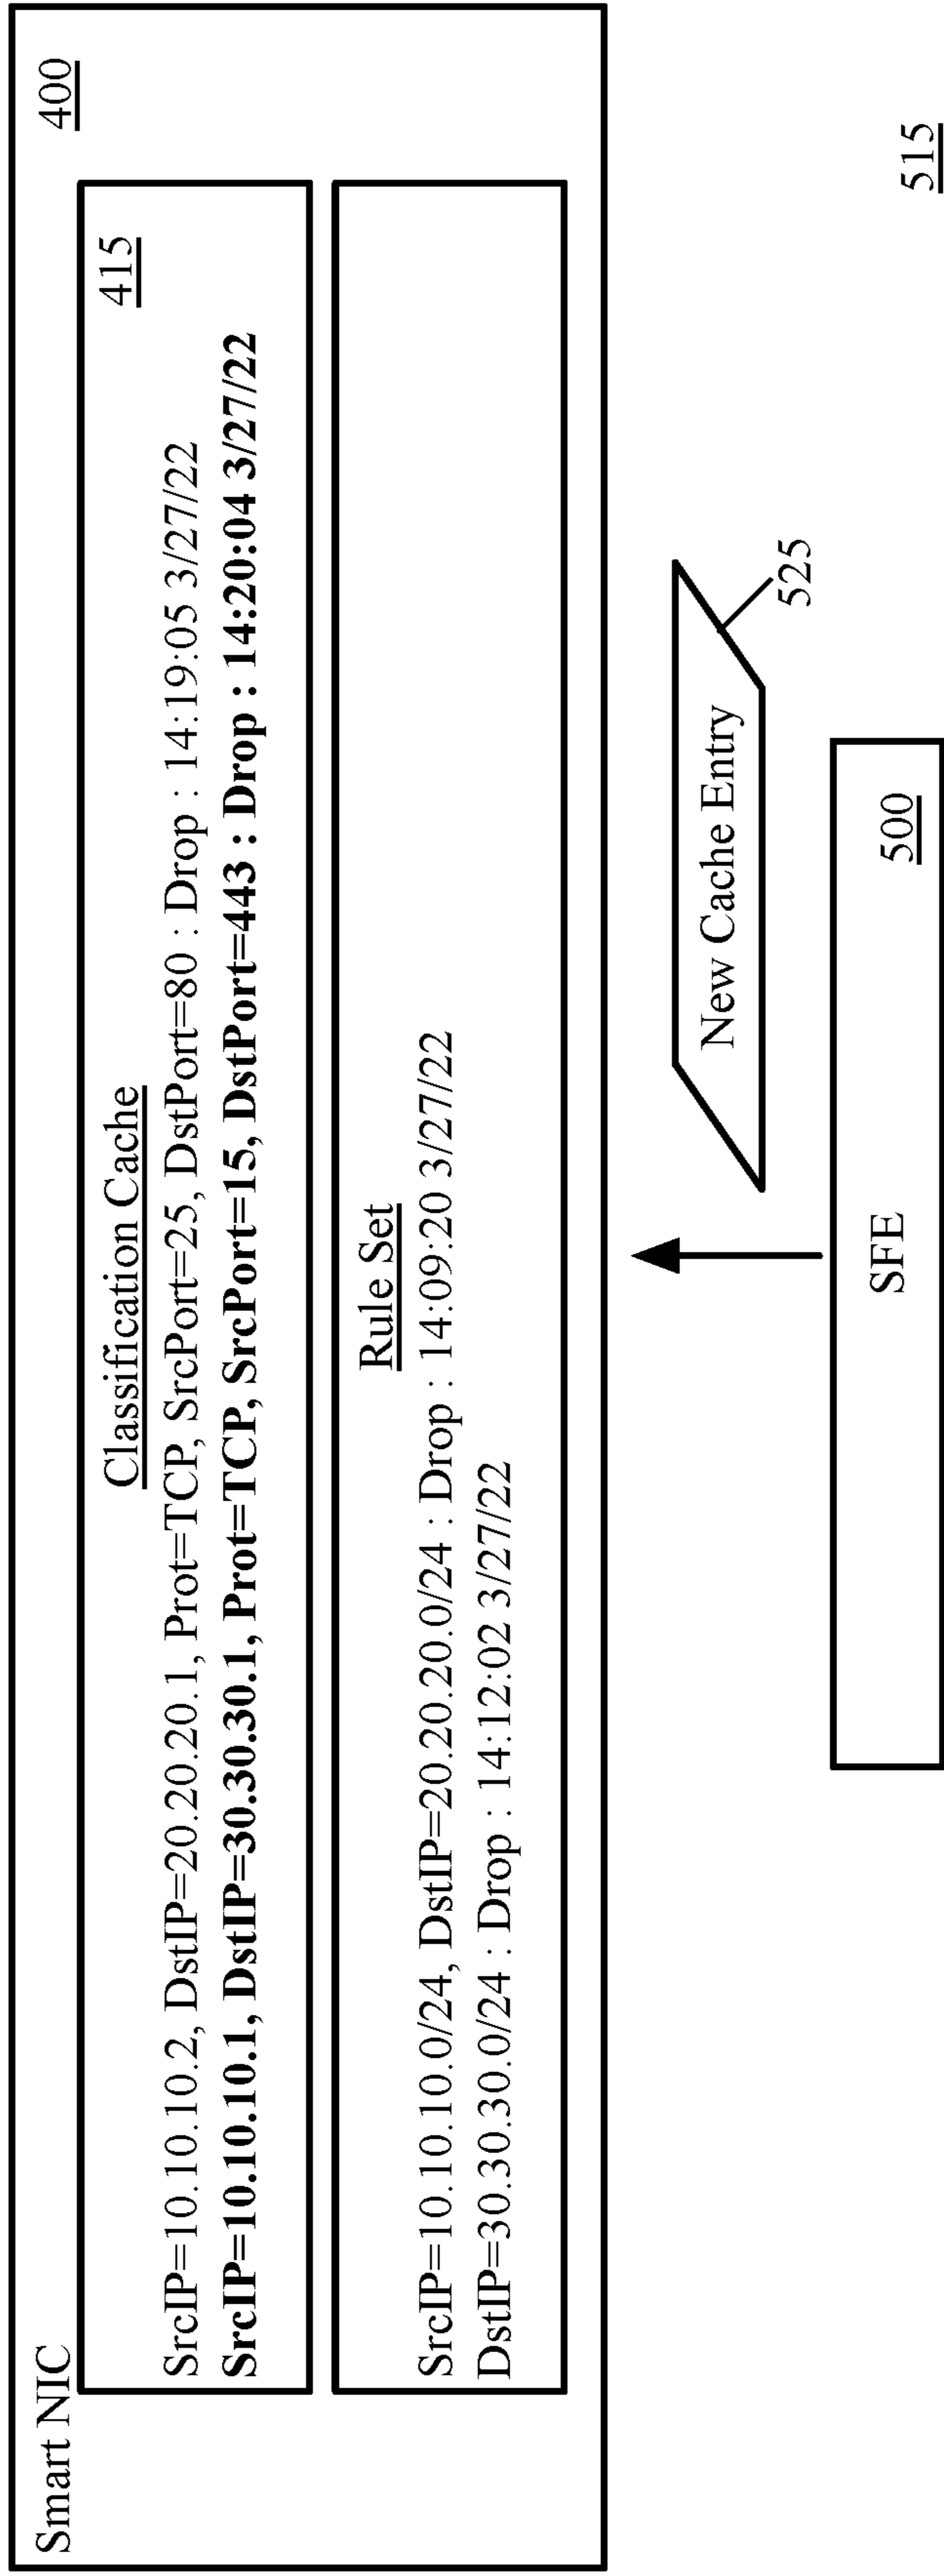 Smart NIC
400
Classification Cache
415
SrcIP=10.10.10.2, DstIP=20.20.20.1, Prot=TCP, SrcPort=25, DstPort=80 : Drop : 14:19:05 3/27/22
SrcIP=10.10.10.1, DstIP=30.30.30.1, Prot=TCP, SrcPort=15, DstPort=443 : Drop : 14:20:04 3/27/22
Rule Set
SrcIP=10.10.10.0/24, DstIP=20.20.20.0/24 : Drop : 14:09:20 3/27/22
DstIP=30.30.30.0/24 : Drop : 14:12:02 3/27/22
New Cache Entry
525
SFE
500
515